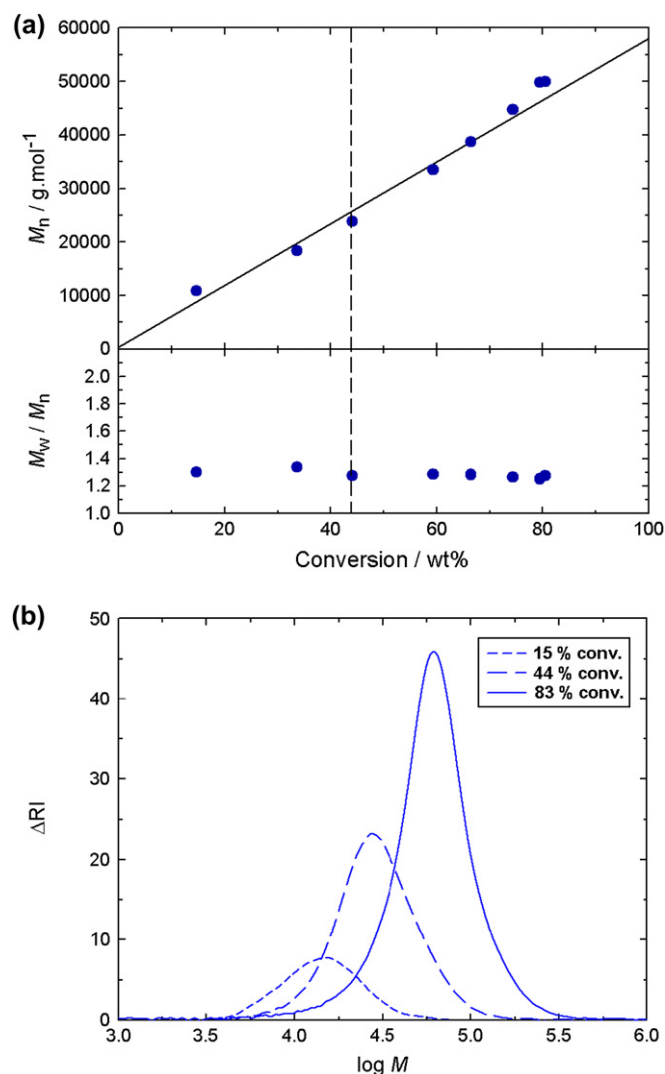 (a)
60000
50000
40000
30000
20000
10000
0
Mn / g.mol-1
2.0
1.8
1.6
1.4
1.2
1.0
Mw / Mn
0 20 40 60 80 100
Conversion / wt%
(b)
50
40
30
20
10
0
ΔRI
15 % conv.
44 % conv.
83 % conv.
3.0 3.5 4.0 4.5 5.0 5.5 6.0
log M